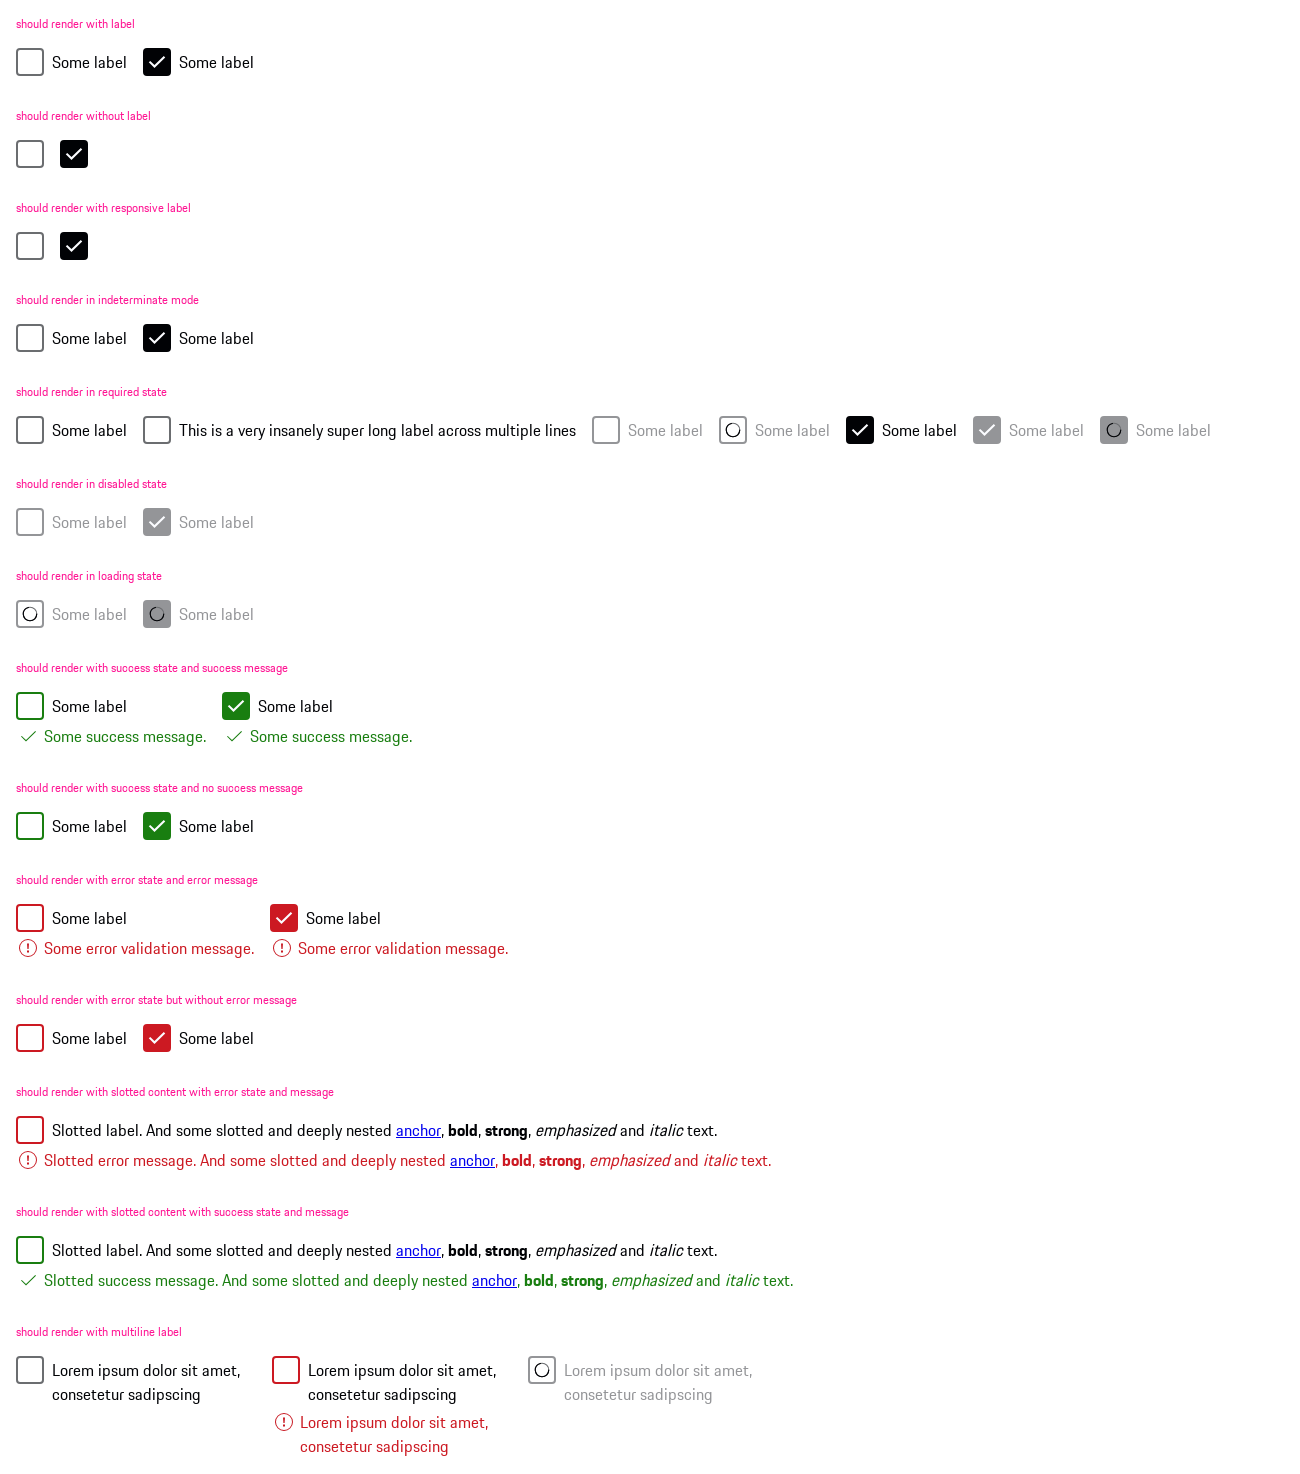 should render with label
Some label Some label
should render without label
should render with responsive label
should render in indeterminate mode
Some label Some label
should render in required state
Some label This is a very insanely super long label across multiple lines Some label Some label Some label Some label Some label
should render in disabled state
Some label Some label
should render in loading state
Some label Some label
should render with success state and success message
Some label Some label
Some success message. Some success message.
should render with success state and no success message
Some label Some label
should render with error state and error message
Some label Some label
Some error validation message. Some error validation message.
should render with error state but without error message
Some label Some label
should render with slotted content with error state and message
Slotted label. And some slotted and deeply nested anchor, bold, strong, emphasized and italic text.
Slotted error message. And some slotted and deeply nested anchor, bold, strong, emphasized and italic text.
should render with slotted content with success state and message
Slotted label. And some slotted and deeply nested anchor, bold, strong, emphasized and italic text.
Slotted success message. And some slotted and deeply nested anchor, bold, strong, emphasized and italic text.
should render with multiline label
Lorem ipsum dolor sit amet, Lorem ipsum dolor sit amet, Lorem ipsum dolor sit amet,
consetetur sadipscing consetetur sadipscing consetetur sadipscing
Lorem ipsum dolor sit amet,
consetetur sadipscing